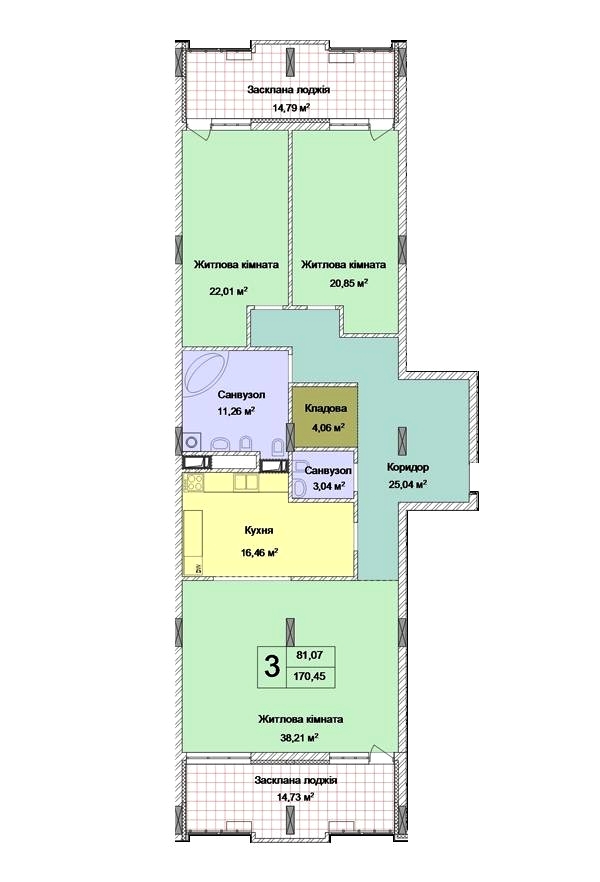 Засклана лоджія
14,79 м²
Житлова кімната
22,01 м²
Житлова кімната
20,85 м²
Санвузол
11,26 м²
Кладова
4,06 м²
Санвузол
3,04 м²
Коридор
25,04 м²
Кухня
16,46 м²
DW
3
81,07
170,45
Житлова кімната
38,21 м²
Засклана лоджія
14,73 м²